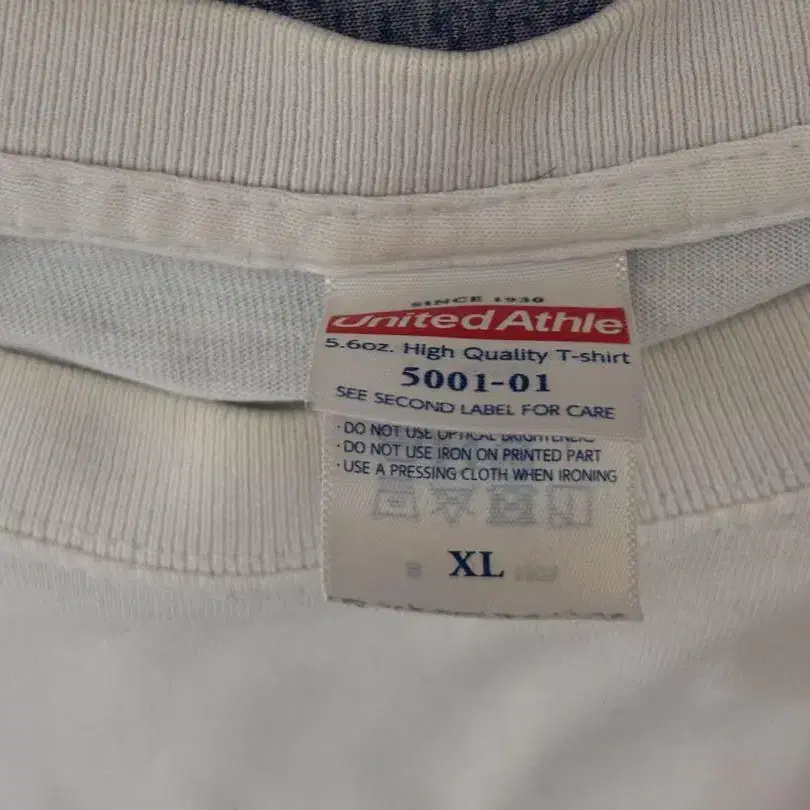 SINCE 1930
United Athle
5.6oz. High Quality T-shirt
5001-01
SEE SECOND LABEL FOR CARE
·DO NOT USE OPTICAL BRIGHTENERS
·DO NOT USE IRON ON PRINTED PART
·USE A PRESSING CLOTH WHEN IRONING
XL